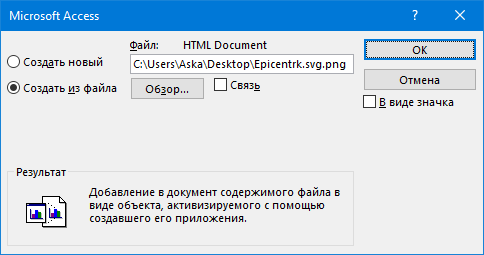 Microsoft Access
?
Создать новый
Создать из файла
Файл: HTML Document
C:\Users\Aska\Desktop\Epicentrk.svg.png
Обзор...
Связь
OK
Отмена
В виде значка
Результат
Добавление в документ содержимого файла в
виде объекта, активизируемого с помощью
создавшего его приложения.